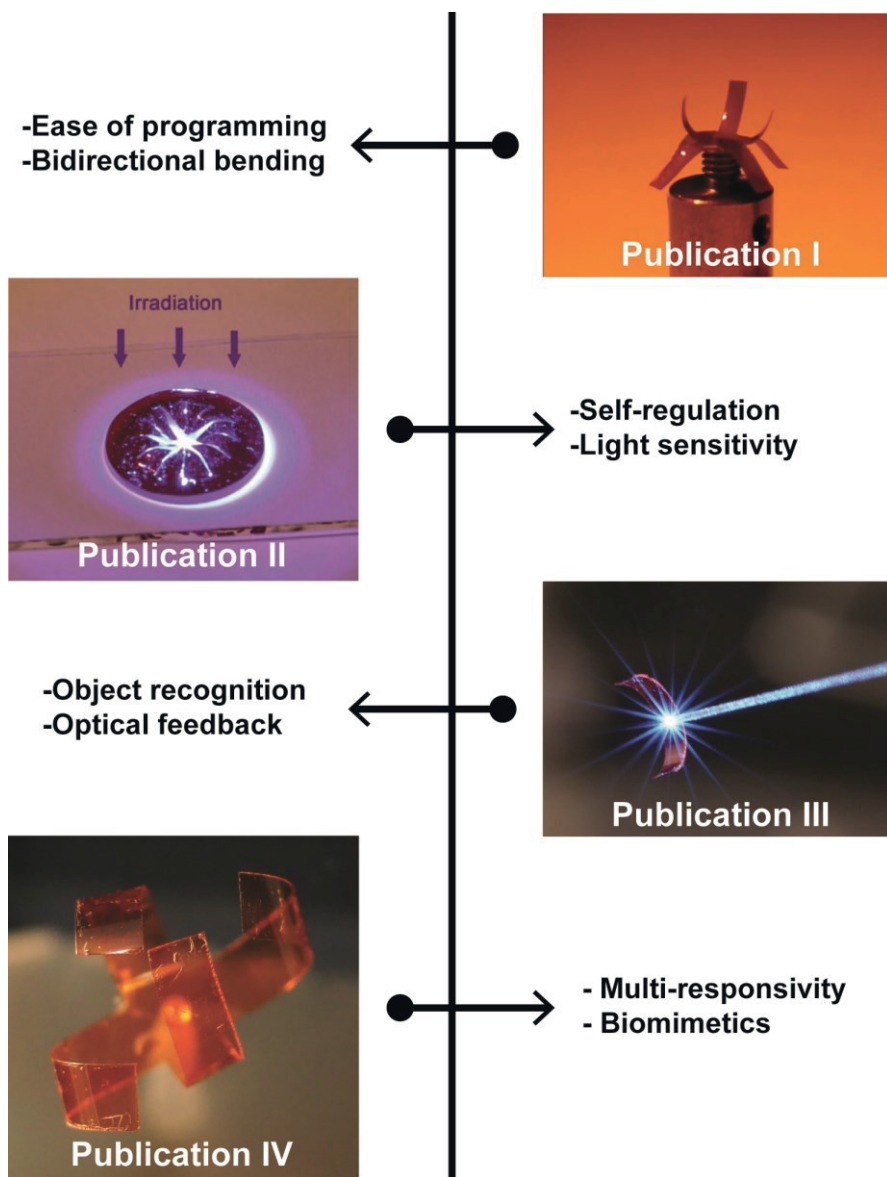 -Ease of programming
-Bidirectional bending
Publication I
Irradiation
Publication II
-Self-regulation
-Light sensitivity
-Object recognition
-Optical feedback
Publication III
Publication IV
- Multi-responsivity
- Biomimetics